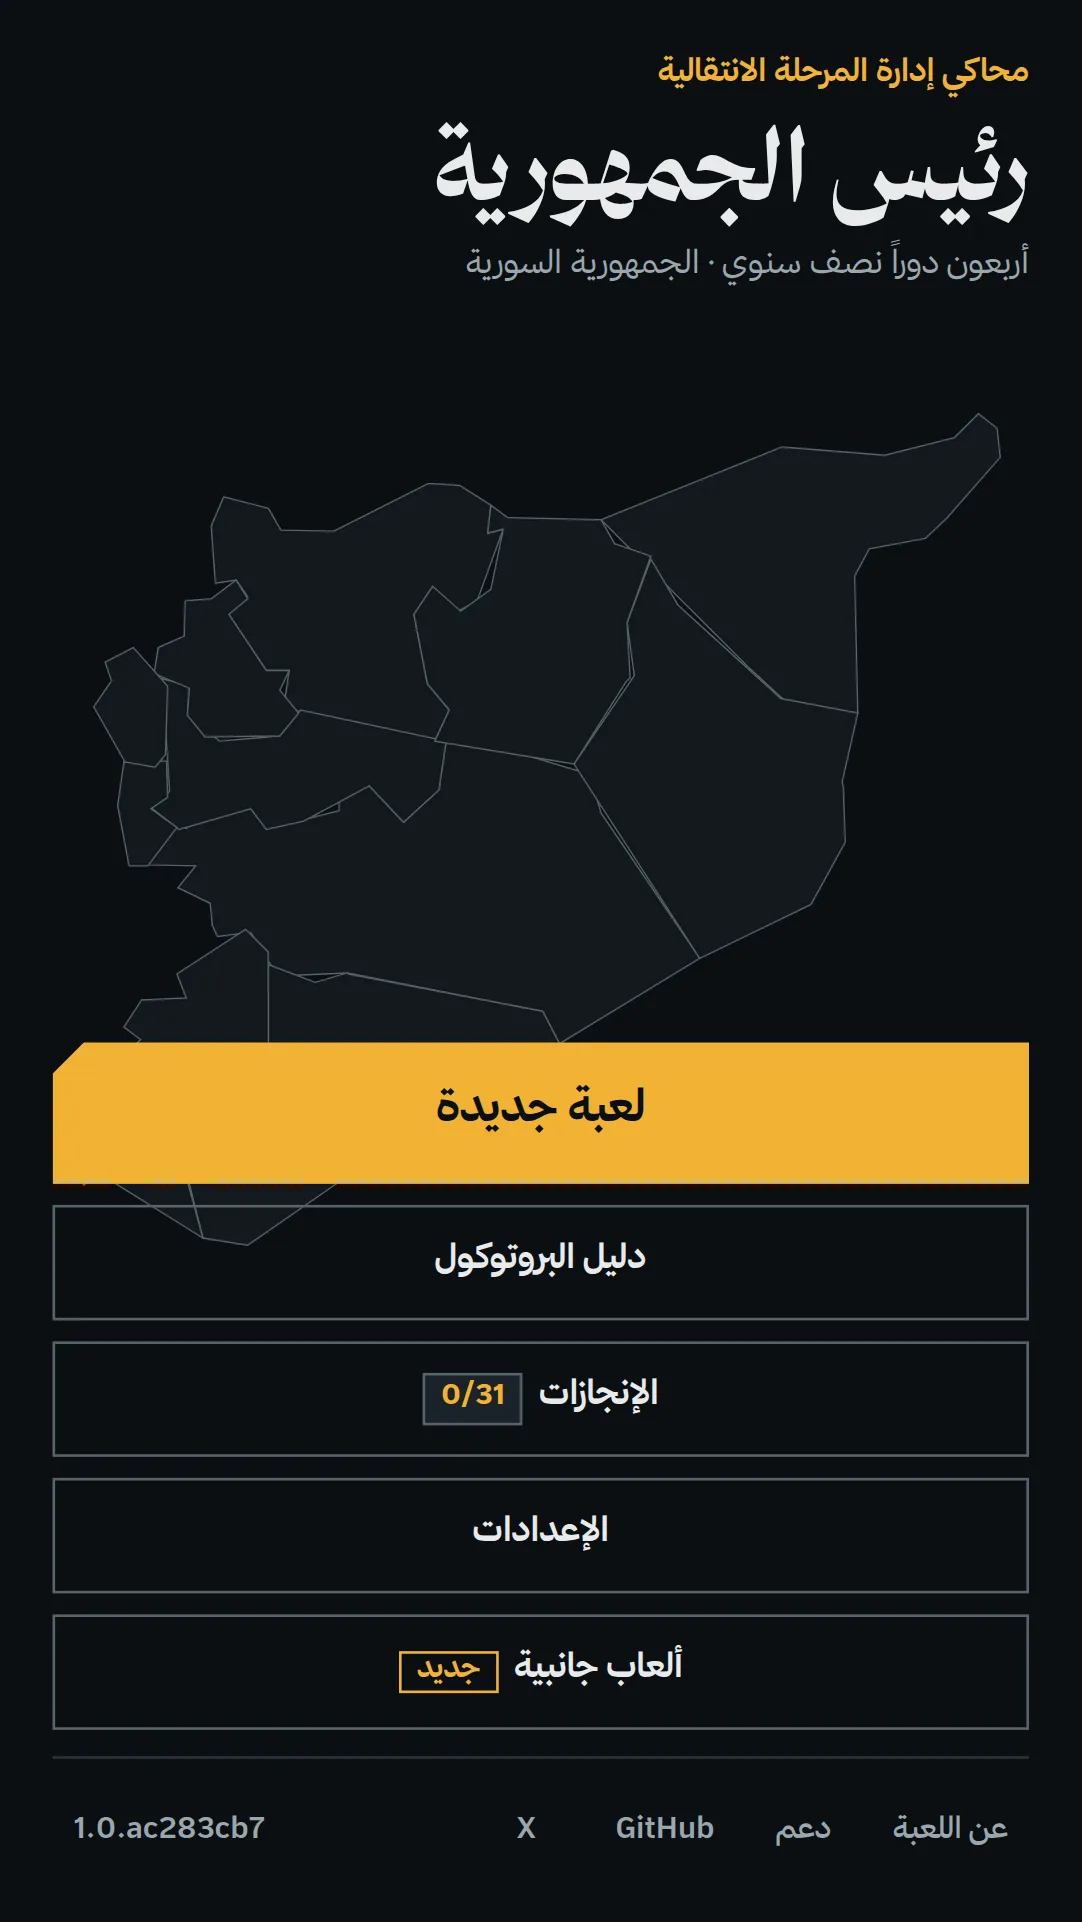 محاكي إدارة المرحلة الانتقالية
رئيس الجمهورية
أربعون دوراً نصف سنوي · الجمهورية السورية
لعبة جديدة
دليل البروتوكول
الإنجازات 0/31
الإعدادات
ألعاب جانبية جديد
عن اللعبة دعم GitHub X 1.0.ac283cb7